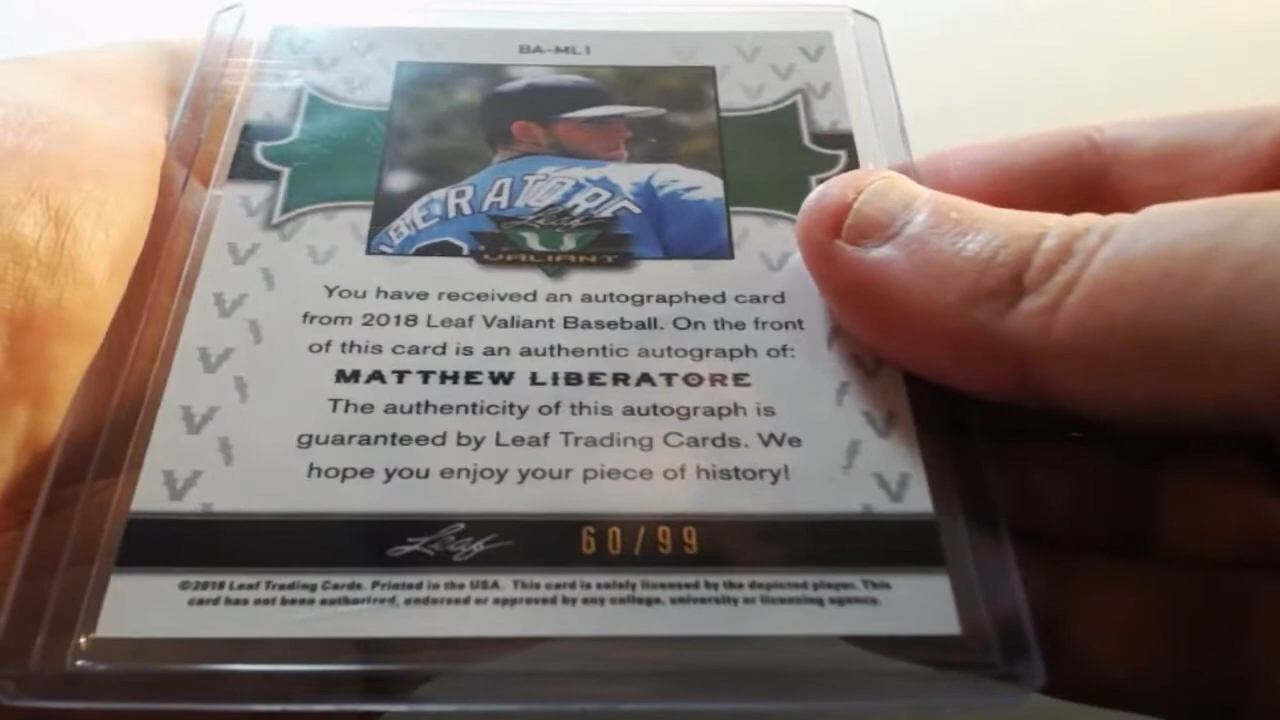 BA-ML1
BERATORE
Leaf
VALIANT
You have received an autographed card
from 2018 Leaf Valiant Baseball. On the front
of this card is an authentic autograph of:
MATTHEW LIBERATORE
The authenticity of this autograph is
guaranteed by Leaf Trading Cards. We
hope you enjoy your piece of history!
Leaf 60/99
©2018 Leaf Trading Cards. Printed in the USA. This card is solely licensed by the depicted player. This
card has not been authorized, endorsed or approved by any college, university or licensing agency.